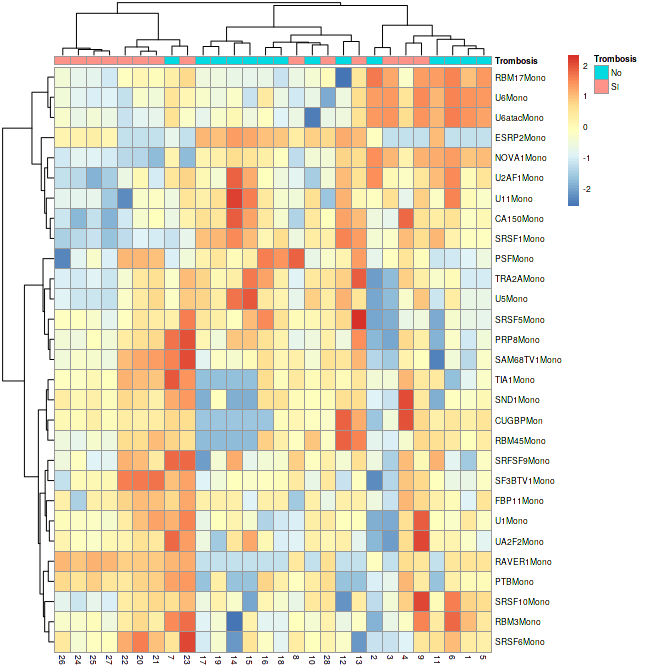 Trombosis
RBM17Mono
U6Mono
U6atacMono
ESRP2Mono
NOVA1Mono
U2AF1Mono
U11Mono
CA150Mono
SRSF1Mono
PSFMono
TRA2AMono
U5Mono
SRSF5Mono
PRP8Mono
SAM68TV1Mono
TIA1Mono
SND1Mono
CUGBPMon
RBM45Mono
SRFSF9Mono
SF3BTV1Mono
FBP11Mono
U1Mono
UA2F2Mono
RAVER1Mono
PTBMono
SRSF10Mono
RBM3Mono
SRSF6Mono
26 24 25 27 22 20 21 7 23 17 19 14 15 16 18 8 10 28 12 13 2 3 4 9 11 6 1 5
2
1
0
-1
-2
Trombosis
No
SI